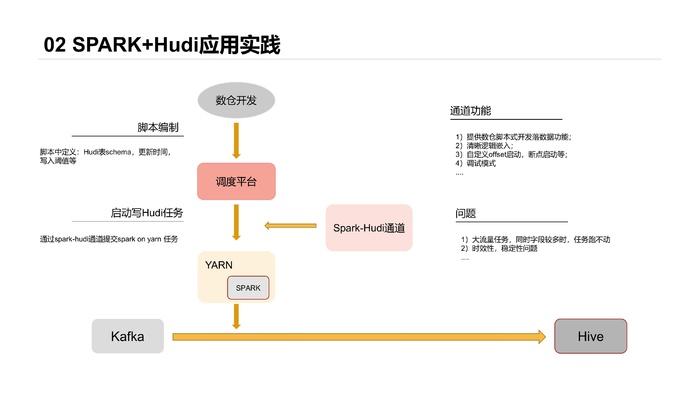 02 SPARK+Hudi应用实践
数仓开发
脚本编制
脚本中定义：Hudi表schema，更新时间，
写入阈值等
调度平台
启动写Hudi任务
通过spark-hudi通道提交spark on yarn 任务
Spark-Hudi通道
YARN
SPARK
Kafka
Hive
通道功能
1）提供数仓脚本式开发落数据功能；
2）清晰逻辑嵌入；
3）自定义offset启动，断点启动等；
4）调试模式
....
问题
1）大流量任务，同时字段较多时，任务跑不动
2）时效性，稳定性问题
....